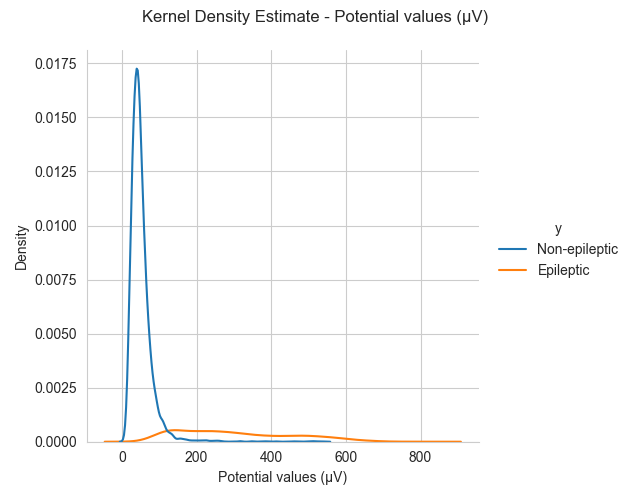 Kernel Density Estimate - Potential values (µV)
0.0175
0.0150
0.0125
0.0100
0.0075
0.0050
0.0025
0.0000
Density
0
200
400
600
800
Potential values (µV)
y
Non-epileptic
Epileptic